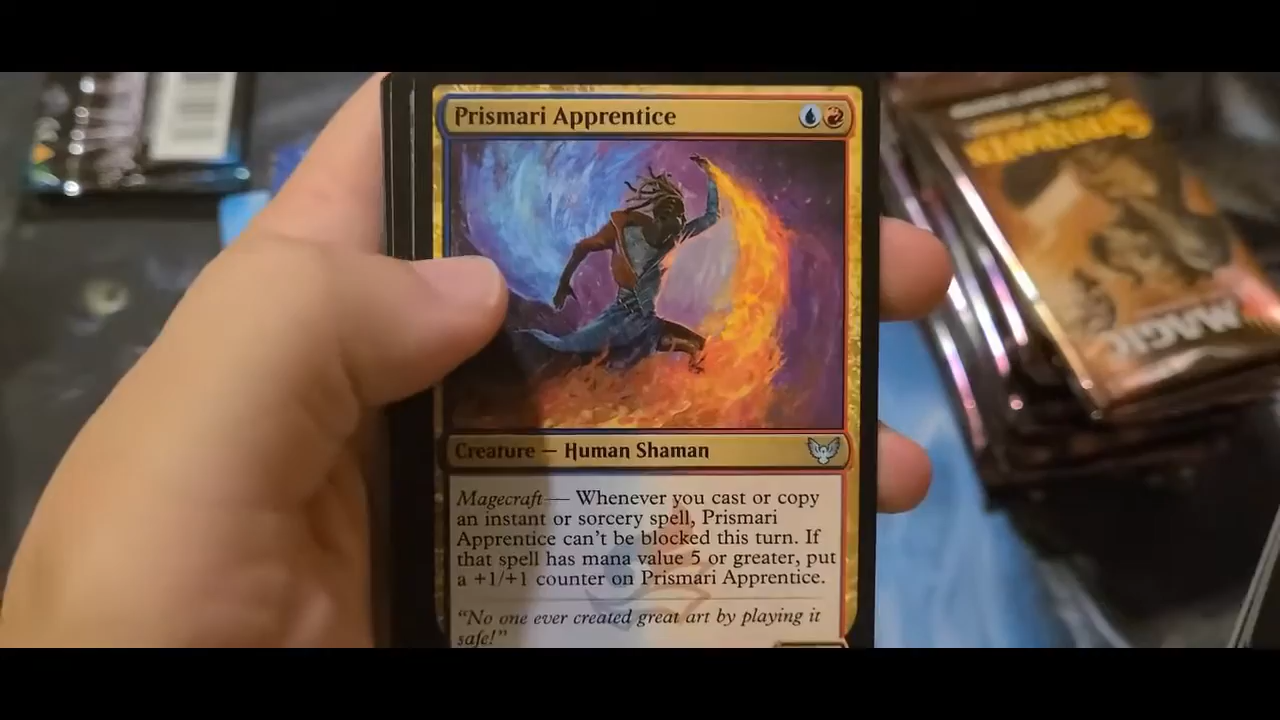 Prismari Apprentice
Creature — Human Shaman
Magecraft— Whenever you cast or copy
an instant or sorcery spell, Prismari
Apprentice can't be blocked this turn. If
that spell has mana value 5 or greater, put
a +1/+1 counter on Prismari Apprentice.
"No one ever created great art by playing it
safe!"
MAGIC